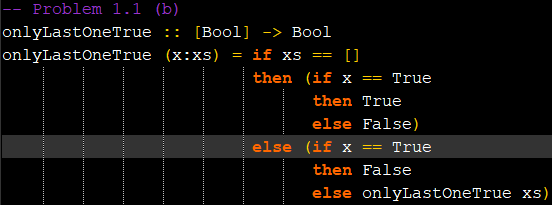 -- Problem 1.1 (b)
onlyLastOneTrue :: [Bool] -> Bool
onlyLastOneTrue (x:xs) = if xs == []
                         then (if x == True
                               then True
                               else False)
                         else (if x == True
                               then False
                               else onlyLastOneTrue xs)